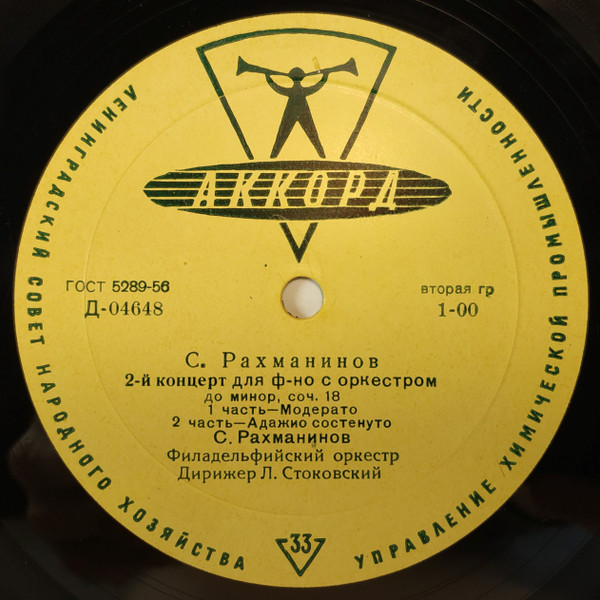 ЛЕНИНГРАДСКИЙ СОВЕТ НАРОДНОГО ХОЗЯЙСТВА
УПРАВЛЕНИЕ ХИМИЧЕСКОЙ ПРОМЫШЛЕННОСТИ
АККОРД
ГОСТ 5289-56
Д-04648
вторая гр
1-00
С. Рахманинов
2-й концерт для ф-но с оркестром
до минор, соч. 18
1 часть—Модерато
2 часть—Адажио состенуто
С. Рахманинов
Филадельфийский оркестр
Дирижер Л. Стоковский
33